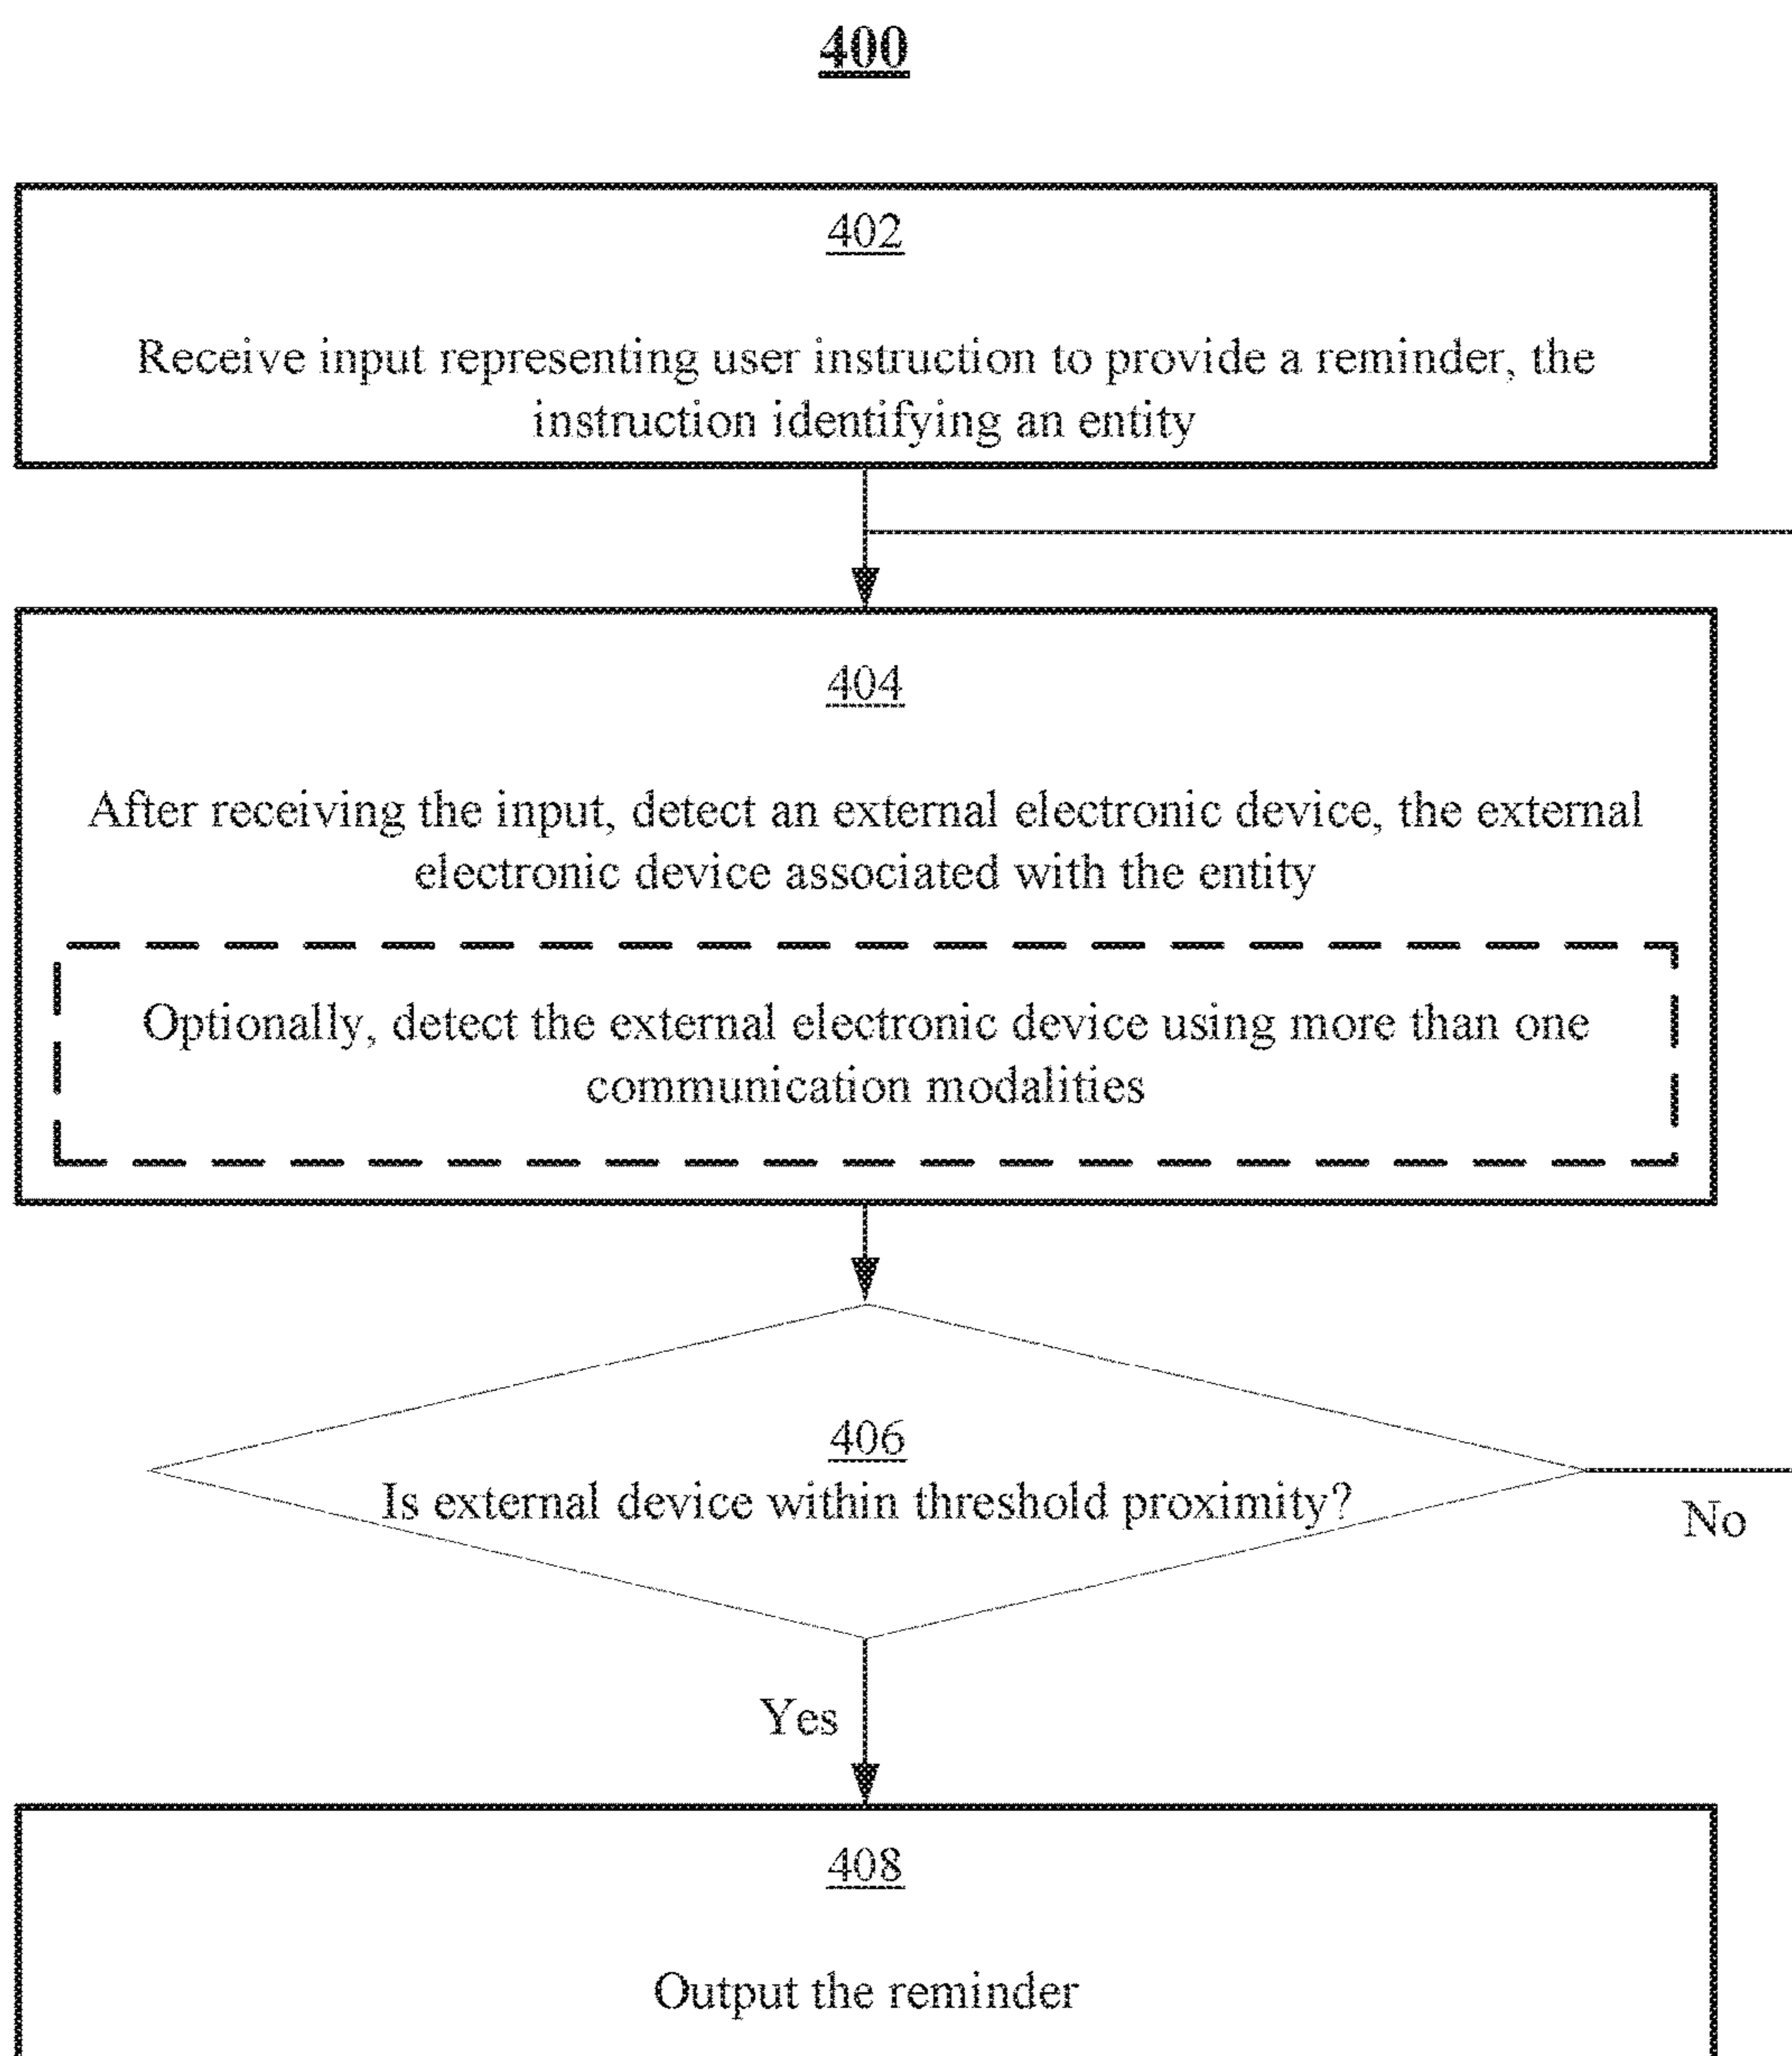 400
402
Receive input representing user instruction to provide a reminder, the
instruction identifying an entity
404
After receiving the input, detect an external electronic device, the external
electronic device associated with the entity
Optionally, detect the external electronic device using more than one
communication modalities
406
Is external device within threshold proximity?
No
Yes
408
Output the reminder